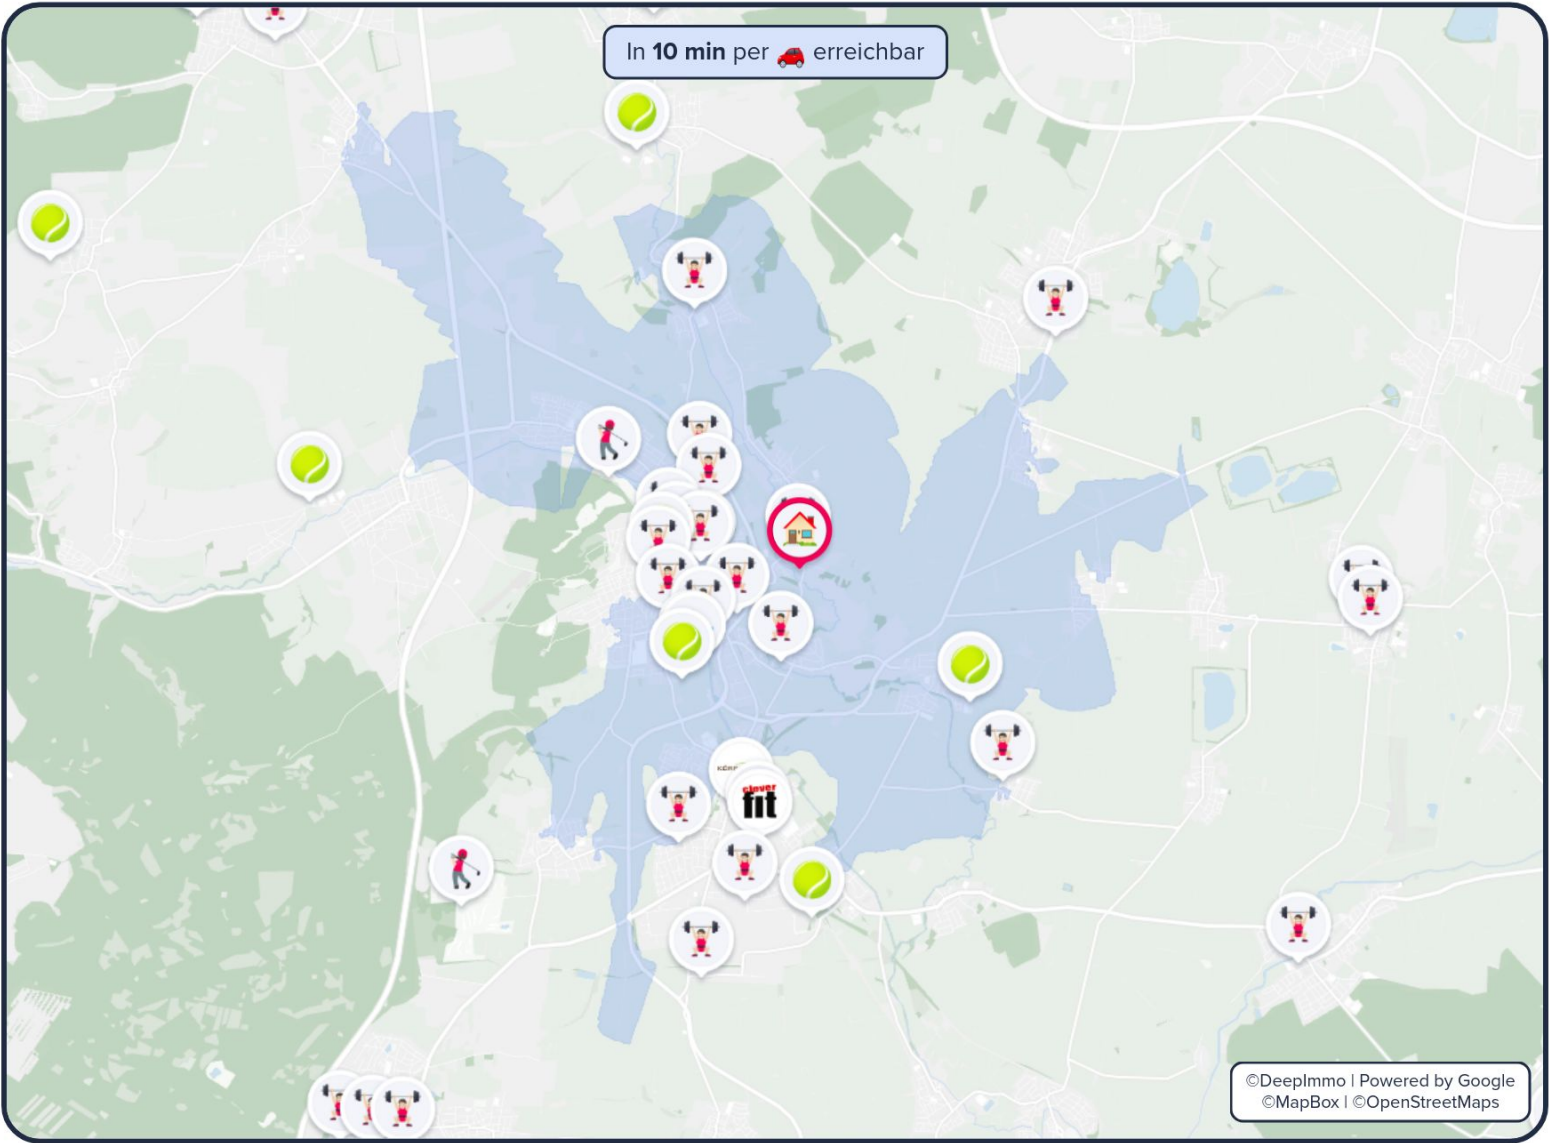 In 10 min per erreichbar
clever
fit
©DeepImmo | Powered by Google
©MapBox | ©OpenStreetMaps